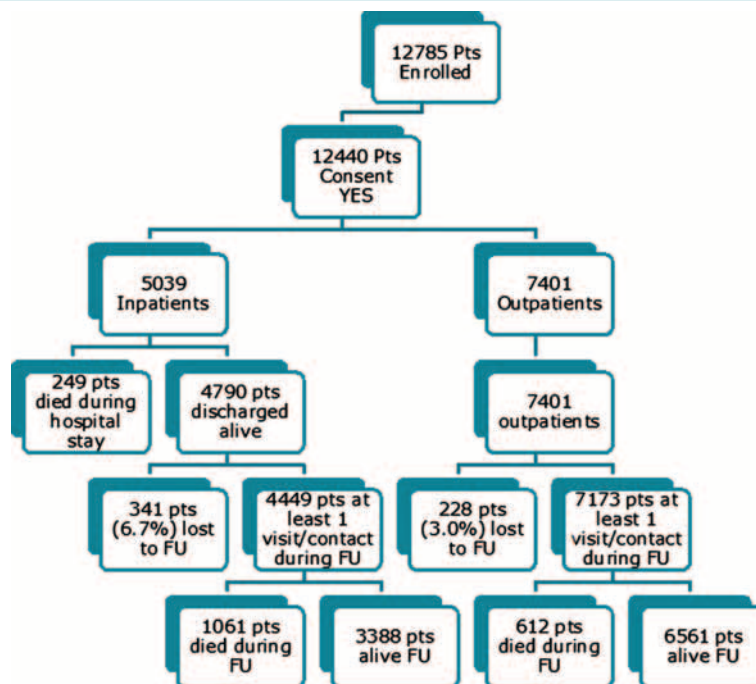 12785 Pts
Enrolled
12440 Pts
Consent
YES
5039
Inpatients
7401
Outpatients
249 pts
died during
hospital
stay
4790 pts
discharged
alive
7401
outpatients
341 pts
(6.7%) lost
to FU
4449 pts at
least 1
visit/contact
during FU
228 pts
(3.0%) lost
to FU
7173 pts at
least 1
visit/contact
during FU
1061 pts
died during
FU
3388 pts
alive FU
612 pts
died during
FU
6561 pts
alive FU